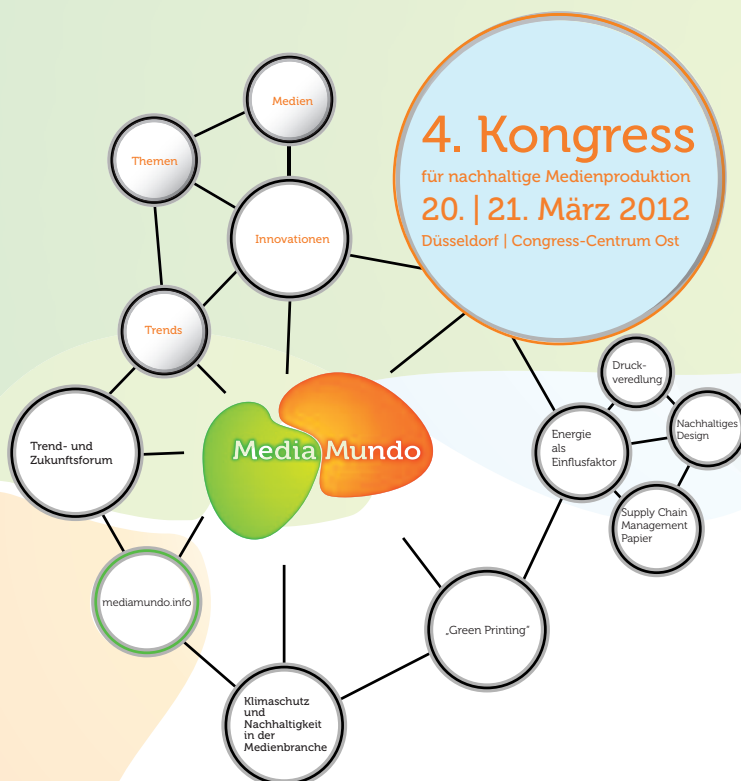 Medien
4. Kongress
für nachhaltige Medienproduktion
20. | 21. März 2012
Düsseldorf | Congress-Centrum Ost
Themen
Innovationen
Trends
Druck-
veredlung
Nachhaltiges
Design
Energie
als
Einflusfaktor
Trend- und
Zukunftsforum
Media Mundo
Supply Chain
Management
Papier
mediamundo.info
„Green Printing“
Klimaschutz
und
Nachhaltigkeit
in der
Medienbranche